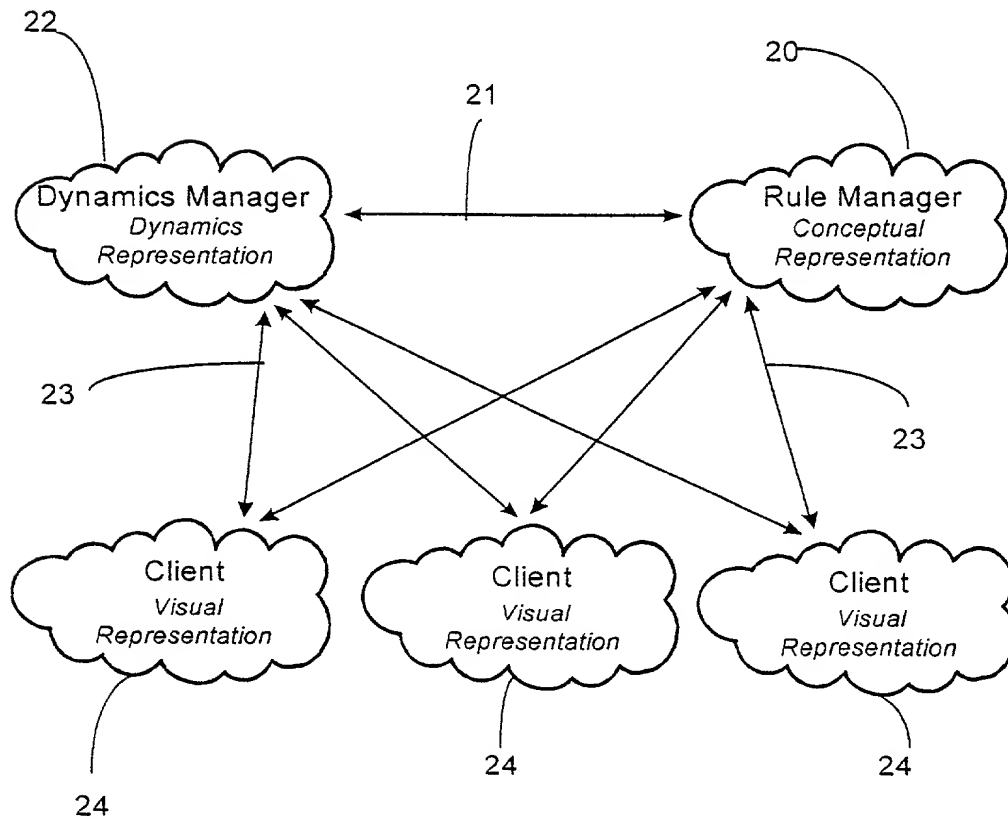 22
20
21
Dynamics Manager
Dynamics
Representation
Rule Manager
Conceptual
Representation
23
23
Client
Visual
Representation
Client
Visual
Representation
Client
Visual
Representation
24
24
24